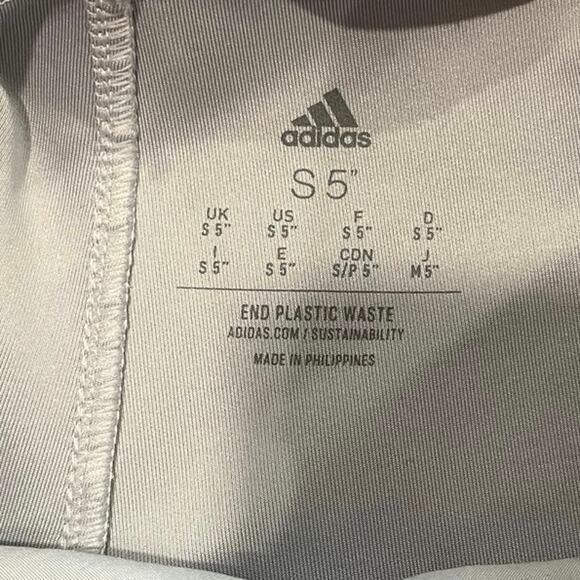 adidas
S 5"
UK US F D
S 5" S 5" S 5" S 5"
I E CDN J
S 5" S 5" S/P 5" M 5"
END PLASTIC WASTE
ADIDAS.COM / SUSTAINABILITY
MADE IN PHILIPPINES